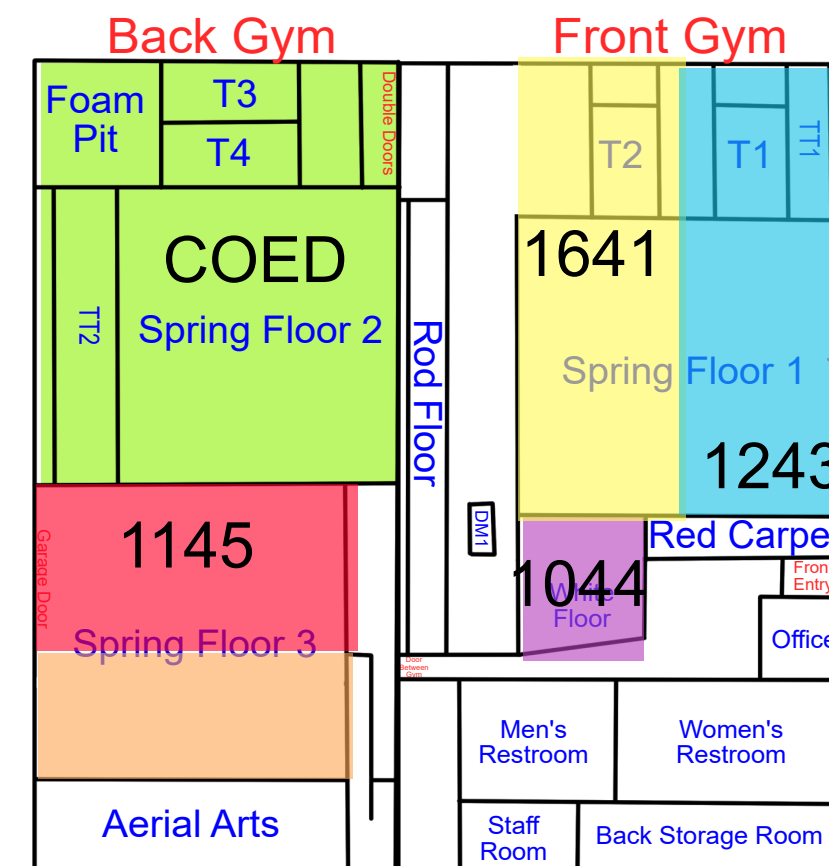 Back Gym
Front Gym
Foam
Pit
T3
T4
Double Doors
T2
T1
TT1
COED
1641
TT2
Spring Floor 2
Rod Floor
Spring Floor 1
1243
DM1
Red Carpe
1145
Garage Door
1044
White
Floor
Fron
Entry
Spring Floor 3
Office
Door
Between
Gym
Men's
Restroom
Women's
Restroom
Aerial Arts
Staff
Room
Back Storage Room